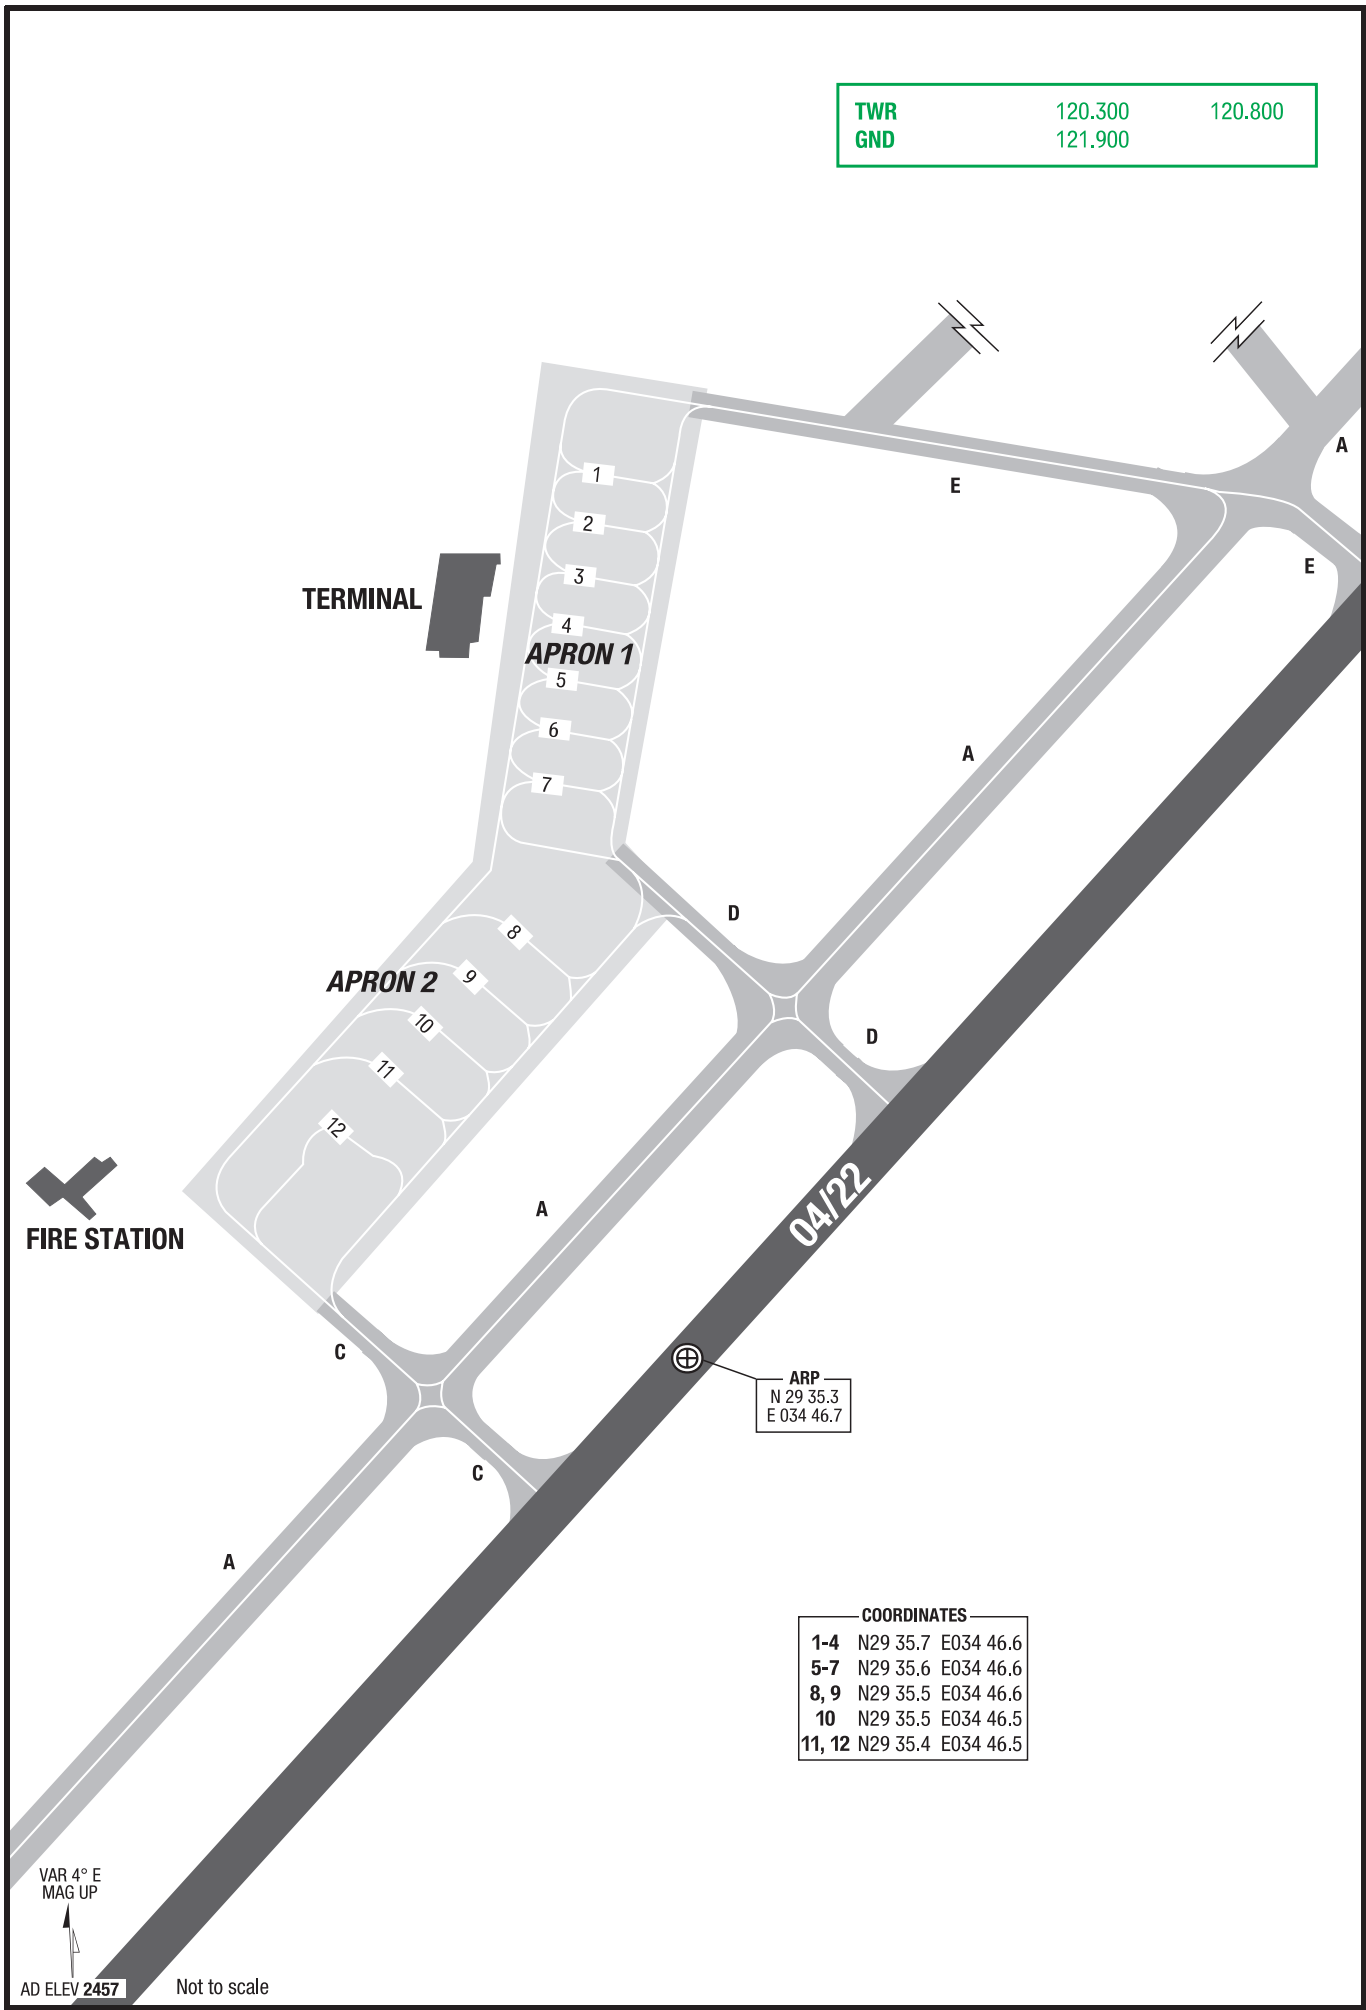 TWR 120.300 120.800
GND 121.900
A
E
E
1
2
3
TERMINAL
4
APRON 1
5
6
A
7
D
8
9
APRON 2
10
D
11
12
04/22
A
FIRE STATION
C
ARP
N 29 35.3
E 034 46.7
C
A
COORDINATES
1-4 N29 35.7 E034 46.6
5-7 N29 35.6 E034 46.6
8, 9 N29 35.5 E034 46.6
10 N29 35.5 E034 46.5
11, 12 N29 35.4 E034 46.5
VAR 4° E
MAG UP
AD ELEV 2457
Not to scale